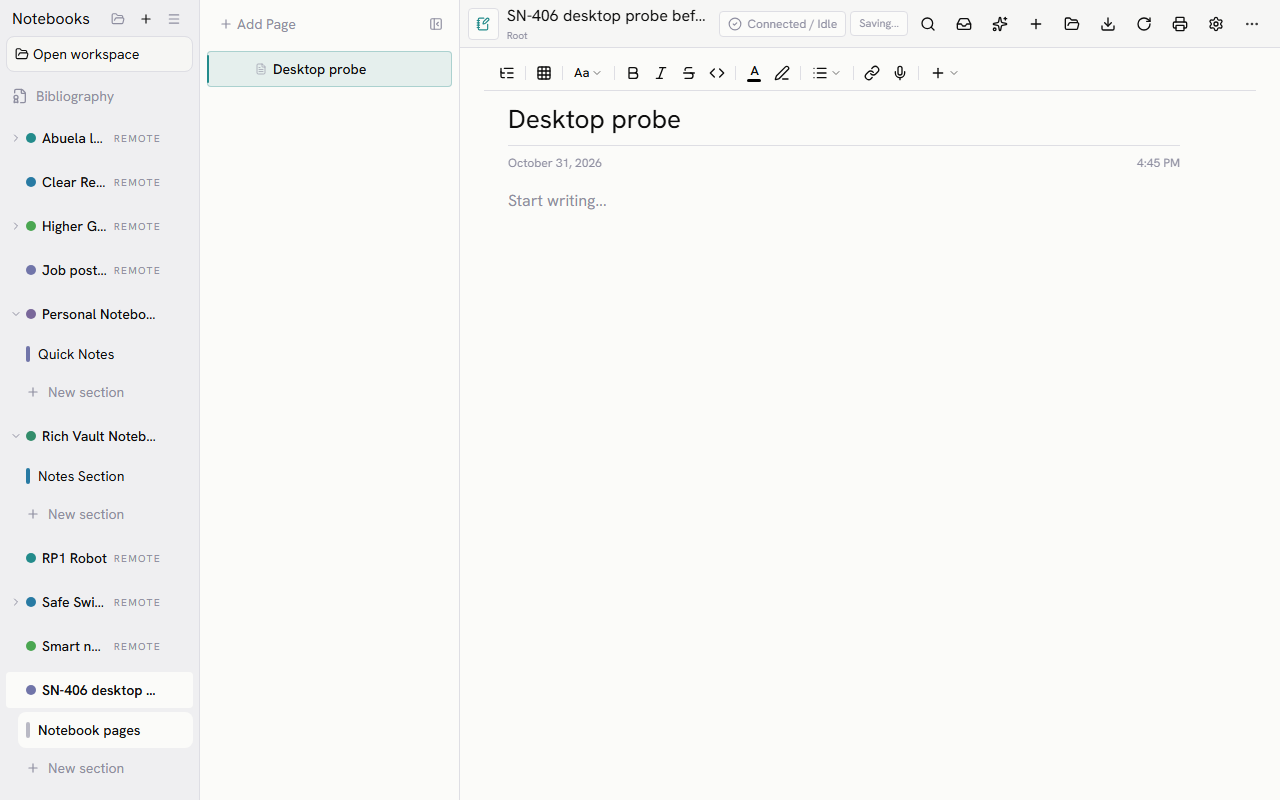 Notebooks
Open workspace
Bibliography
Abuela l... REMOTE
Clear Re... REMOTE
Higher G... REMOTE
Job post... REMOTE
Personal Notebo...
Quick Notes
New section
Rich Vault Noteb...
Notes Section
New section
RP1 Robot REMOTE
Safe Swi... REMOTE
Smart n... REMOTE
SN-406 desktop ...
Notebook pages
New section
Add Page
Desktop probe
SN-406 desktop probe bef...
Root
Connected / Idle
Saving...
Aa
B I S A
Desktop probe
October 31, 2026 4:45 PM
Start writing...